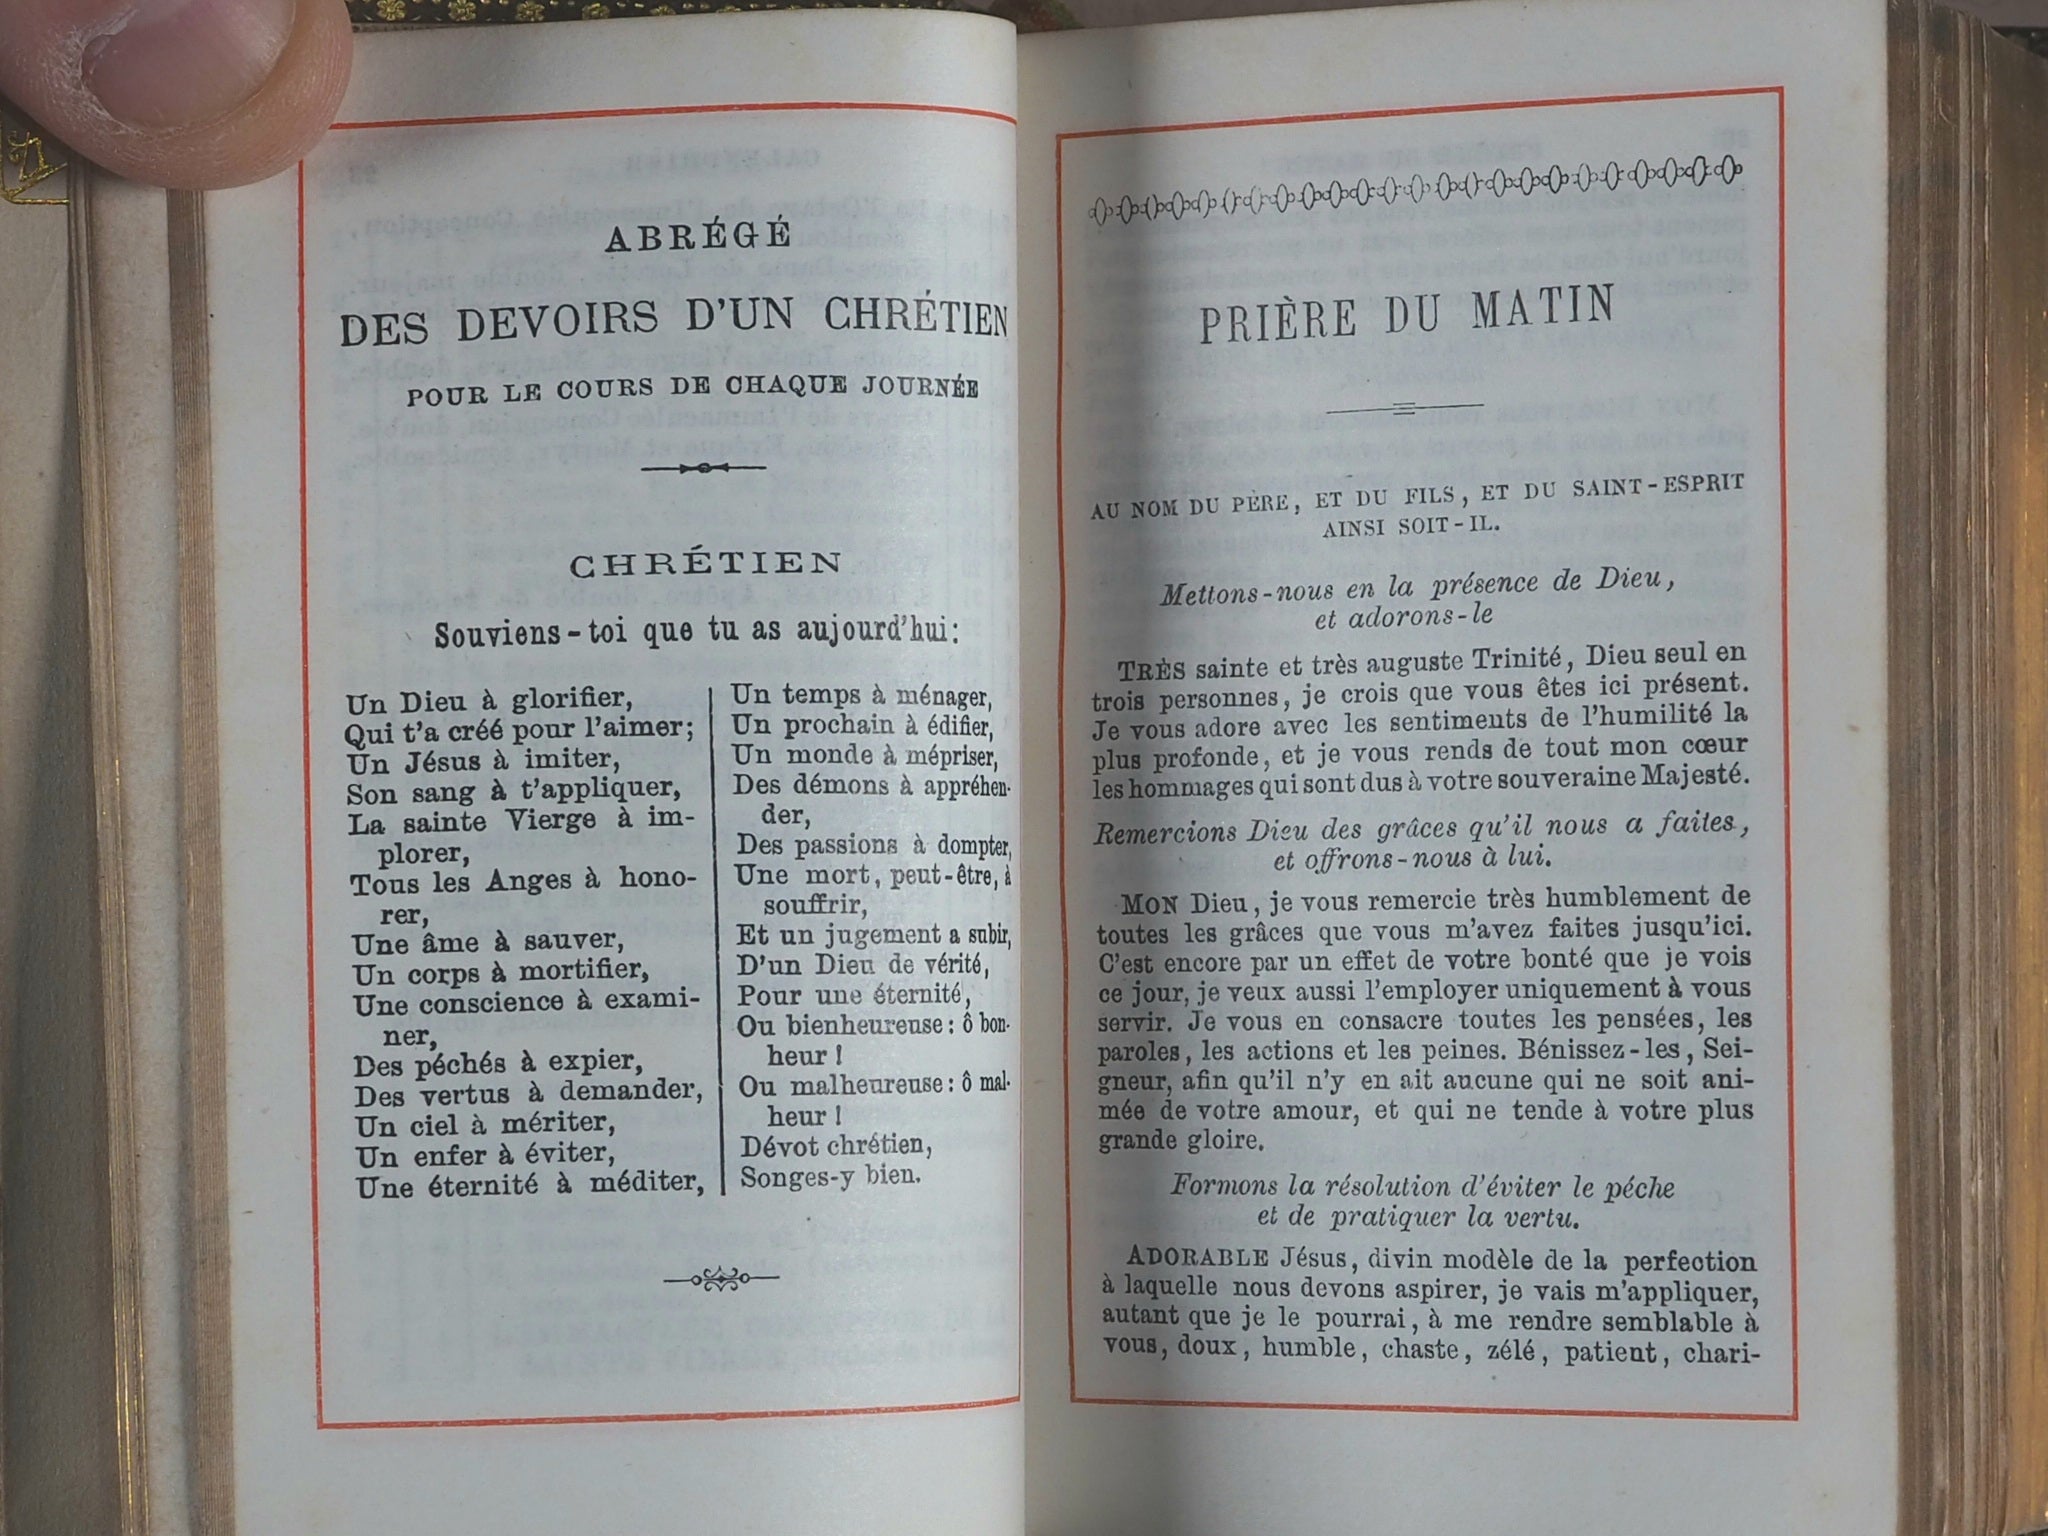 ABRÉGÉ
DES DEVOIRS D'UN CHRÉTIEN
POUR LE COURS DE CHAQUE JOURNÉE
CHRÉTIEN
Souviens-toi que tu as aujourd'hui:
Un Dieu à glorifier,
Qui t'a créé pour l'aimer;
Un Jésus à imiter,
Son sang à t'appliquer,
La sainte Vierge à im-
plorer,
Tous les Anges à hono-
rer,
Une âme à sauver,
Un corps à mortifier,
Une conscience à exami-
ner,
Des péchés à expier,
Des vertus à demander,
Un ciel à mériter,
Un enfer à éviter,
Une éternité à méditer,
Un temps à ménager,
Un prochain à édifier,
Un monde à mépriser,
Des démons à appréhen-
der,
Des passions à dompter,
Une mort, peut-être, à
souffrir,
Et un jugement a subir,
D'un Dieu de vérité,
Pour une éternité,
Ou bienheureuse: ô bon-
heur!
Ou malheureuse: ô mal-
heur!
Dévot chrétien,
Songes-y bien.
PRIÈRE DU MATIN
AU NOM DU PÈRE, ET DU FILS, ET DU SAINT-ESPRIT
AINSI SOIT-IL.
Mettons-nous en la présence de Dieu,
et adorons-le
TRÈS sainte et très auguste Trinité, Dieu seul en
trois personnes, je crois que vous êtes ici présent.
Je vous adore avec les sentiments de l'humilité la
plus profonde, et je vous rends de tout mon cœur
les hommages qui sont dus à votre souveraine Majesté.
Remercions Dieu des grâces qu'il nous a faites,
et offrons-nous à lui.
MON Dieu, je vous remercie très humblement de
toutes les grâces que vous m'avez faites jusqu'ici.
C'est encore par un effet de votre bonté que je vois
ce jour, je veux aussi l'employer uniquement à vous
servir. Je vous en consacre toutes les pensées, les
paroles, les actions et les peines. Bénissez-les, Sei-
gneur, afin qu'il n'y en ait aucune qui ne soit ani-
mée de votre amour, et qui ne tende à votre plus
grande gloire.
Formons la résolution d'éviter le péche
et de pratiquer la vertu.
ADORABLE Jésus, divin modèle de la perfection
à laquelle nous devons aspirer, je vais m'appliquer,
autant que je le pourrai, à me rendre semblable à
vous, doux, humble, chaste, zélé, patient, chari-